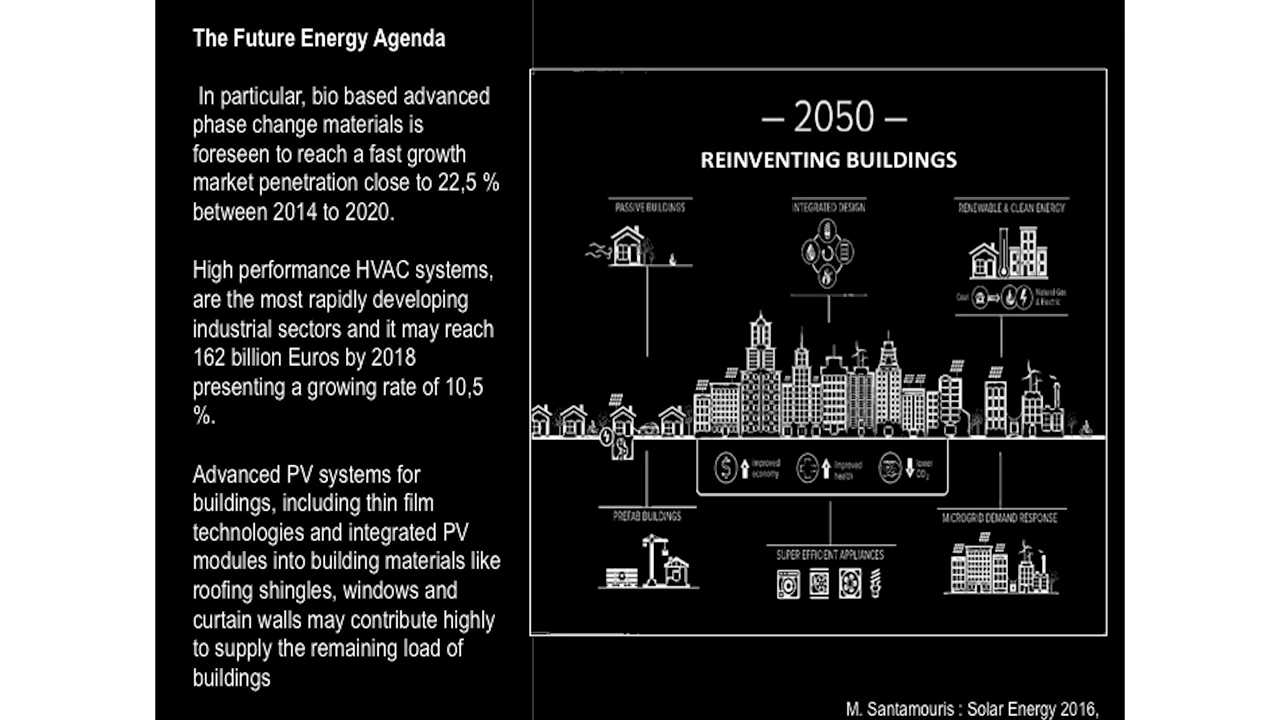 The Future Energy Agenda
In particular, bio based advanced
phase change materials is
foreseen to reach a fast growth
market penetration close to 22,5 %
between 2014 to 2020.
High performance HVAC systems,
are the most rapidly developing
industrial sectors and it may reach
162 billion Euros by 2018
presenting a growing rate of 10,5
%.
Advanced PV systems for
buildings, including thin film
technologies and integrated PV
modules into building materials like
roofing shingles, windows and
curtain walls may contribute highly
to supply the remaining load of
buildings
– 2050 –
REINVENTING BUILDINGS
PASSIVE BUILDINGS
INTEGRATED DESIGN
RENEWABLE & CLEAN ENERGY
Coal
Natural Gas
& Electric
$
Improved
economy
Improved
health
lower
CO2
PREFAB BUILDINGS
SUPER EFFICIENT APPLIANCES
MICROGRID DEMAND RESPONSE
M. Santamouris : Solar Energy 2016,